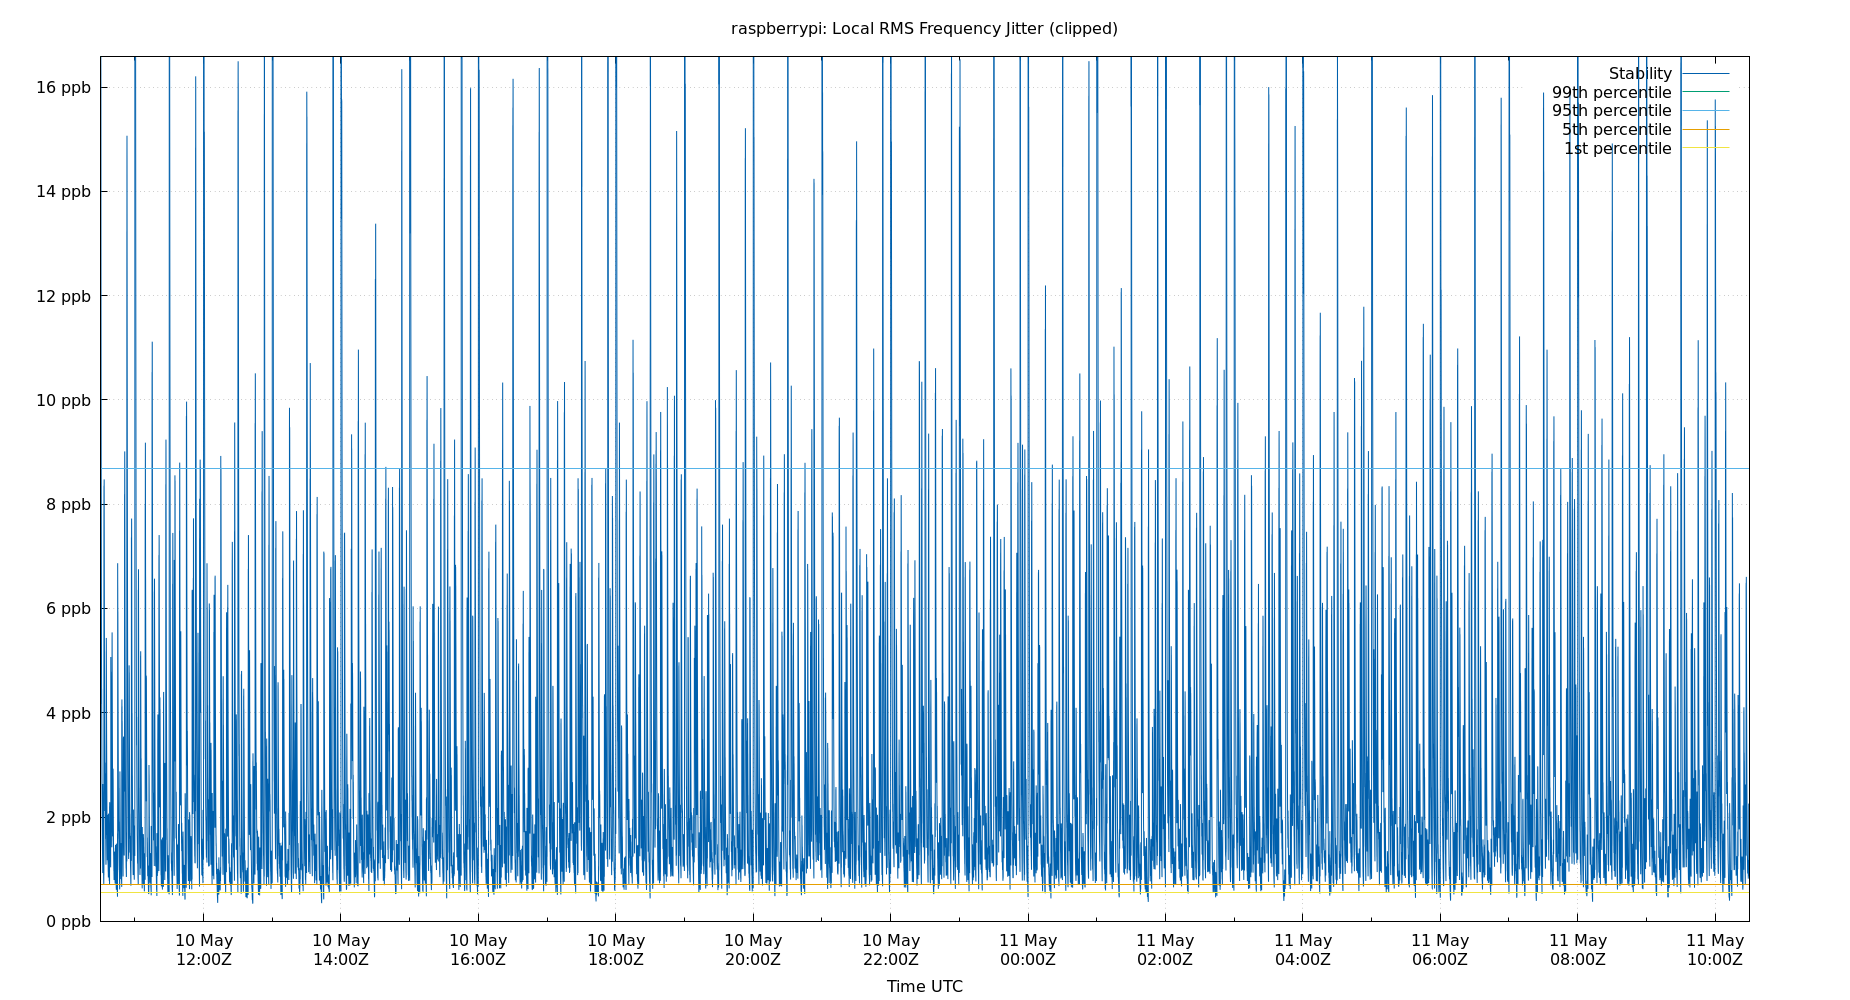 raspberrypi: Local RMS Frequency Jitter (clipped)
16 ppb
14 ppb
12 ppb
10 ppb
8 ppb
6 ppb
4 ppb
2 ppb
0 ppb
Stability
99th percentile
95th percentile
5th percentile
1st percentile
10 May
12:00Z
10 May
14:00Z
10 May
16:00Z
10 May
18:00Z
10 May
20:00Z
10 May
22:00Z
11 May
00:00Z
11 May
02:00Z
11 May
04:00Z
11 May
06:00Z
11 May
08:00Z
11 May
10:00Z
Time UTC